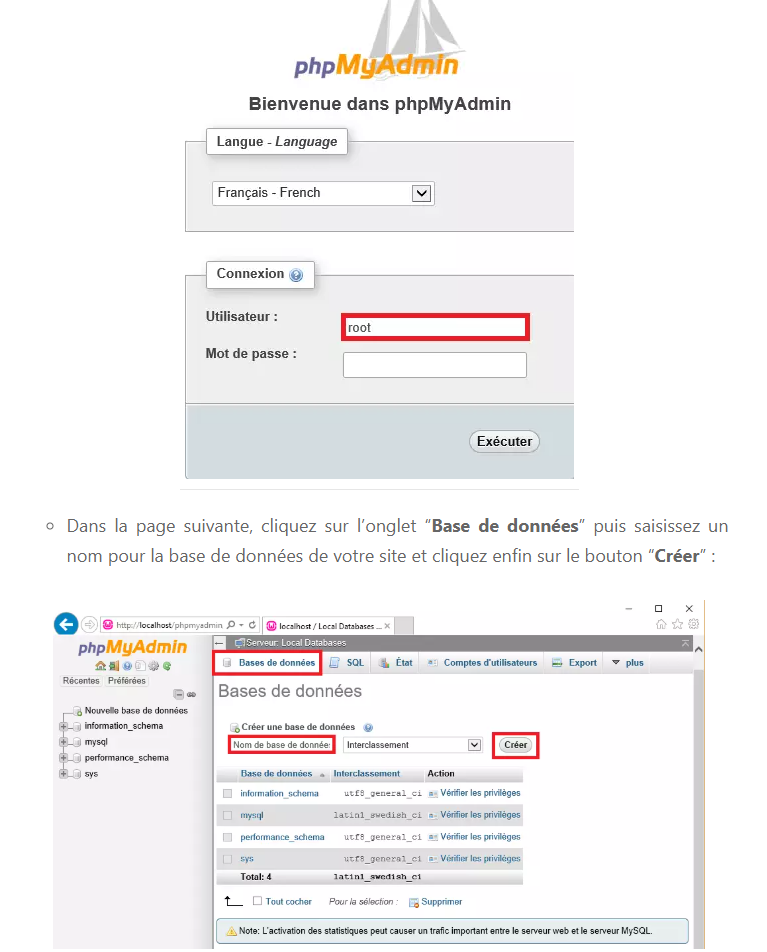 phpMyAdmin
Bienvenue dans phpMyAdmin
Langue - Language
Français - French
Connexion
Utilisateur :
root
Mot de passe :
Exécuter
Dans la page suivante, cliquez sur l’onglet “Base de données” puis saisissez un
nom pour la base de données de votre site et cliquez enfin sur le bouton “Créer” :
http://localhost/phpmyadmin
localhost / Local Databases ...
phpMyAdmin
Serveur: Local Databases
Bases de données
SQL
État
Comptes d'utilisateurs
Export
plus
Récentes Préférées
Nouvelle base de données
information_schema
mysql
performance_schema
sys
Bases de données
Créer une base de données
Nom de base de donnée
Interclassement
Créer
Base de données Interclassement Action
information_schema utf8_general_ci Vérifier les privilèges
mysql latin1_swedish_ci Vérifier les privilèges
performance_schema utf8_general_ci Vérifier les privilèges
sys utf8_general_ci Vérifier les privilèges
Total: 4 latin1_swedish_ci
Tout cocher Pour la sélection : Supprimer
Note: L'activation des statistiques peut causer un trafic important entre le serveur web et le serveur MySQL.